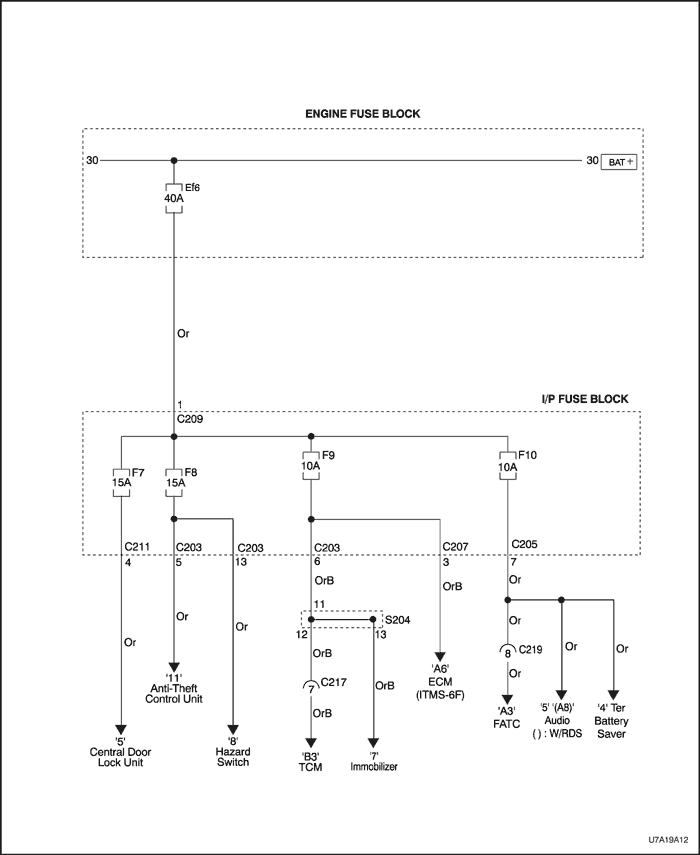 ENGINE FUSE BLOCK
30
30
BAT +
Ef6
40A
Or
1
C209
I/P FUSE BLOCK
F7
15A
F8
15A
F9
10A
F10
10A
C211
C203
C203
C203
C207
C205
4
5
13
6
3
7
Or
Or
Or
OrB
OrB
Or
11
S204
12
13
OrB
OrB
7
C217
OrB
Or
8
C219
Or
Or
Or
'5'
Central Door
Lock Unit
'11'
Anti-Theft
Control Unit
'8'
Hazard
Switch
'B3'
TCM
'7'
Immobilizer
'A6'
ECM
(ITMS-6F)
'A3'
FATC
'5' '(A8)'
Audio
( ) : W/RDS
'4' Ter
Battery
Saver
U7A19A12